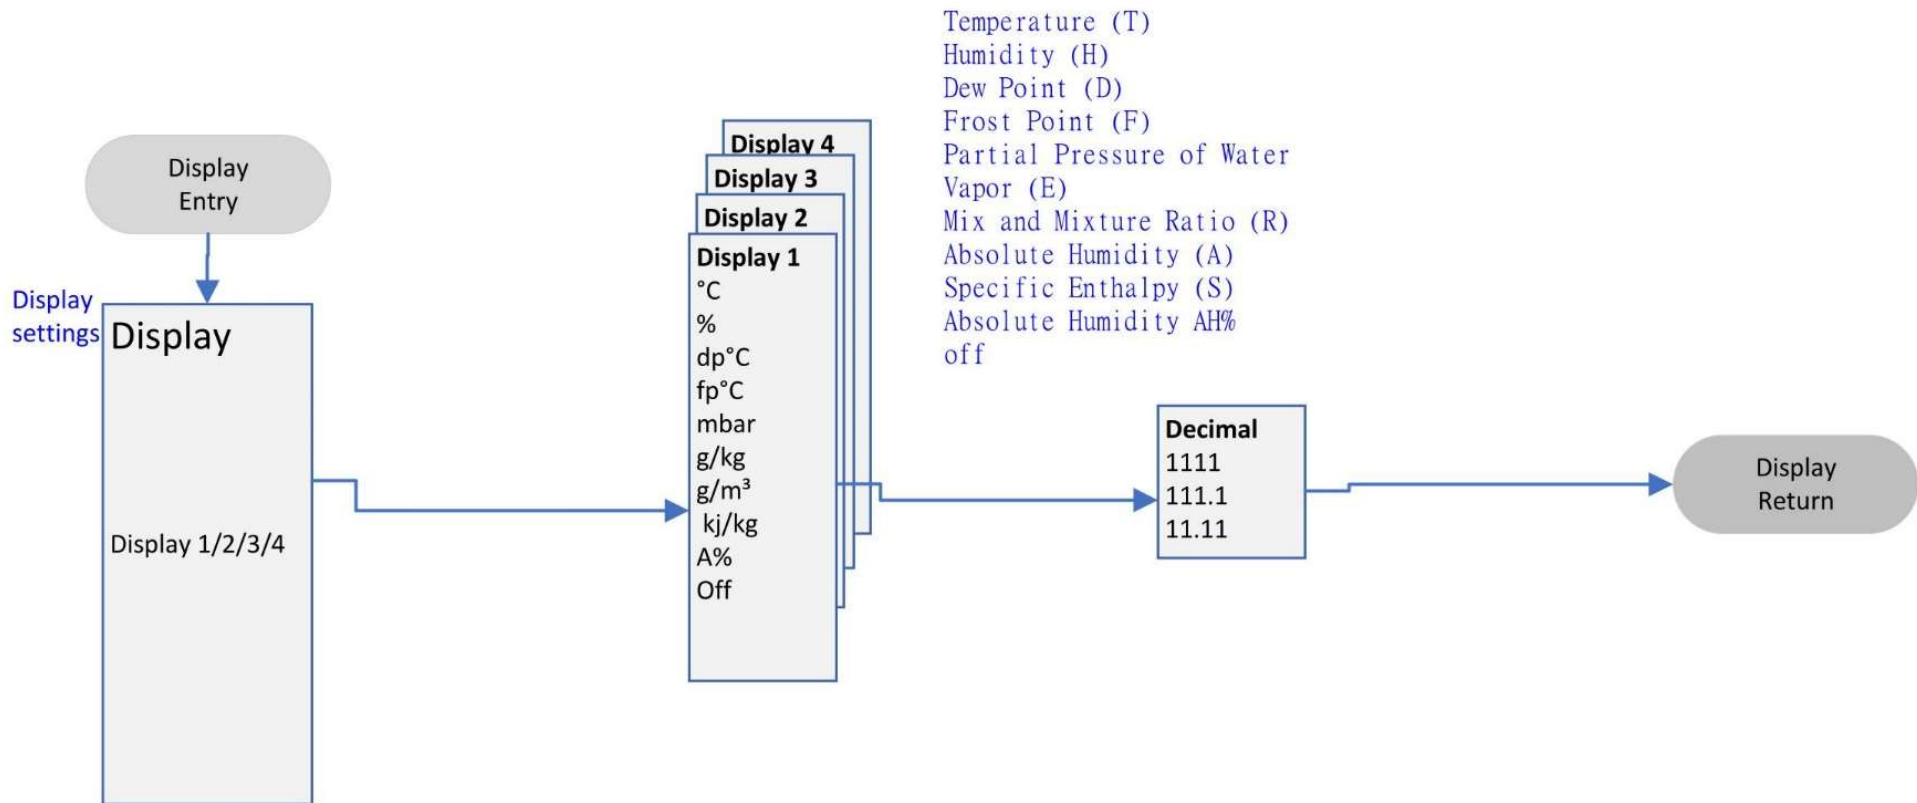 Display
Entry
Display
settings
Display
Display 1/2/3/4
Display 4
Display 3
Display 2
Display 1
°C
%
dp°C
fp°C
mbar
g/kg
g/m³
kj/kg
A%
Off
Temperature (T)
Humidity (H)
Dew Point (D)
Frost Point (F)
Partial Pressure of Water
Vapor (E)
Mix and Mixture Ratio (R)
Absolute Humidity (A)
Specific Enthalpy (S)
Absolute Humidity AH%
off
Decimal
1111
111.1
11.11
Display
Return